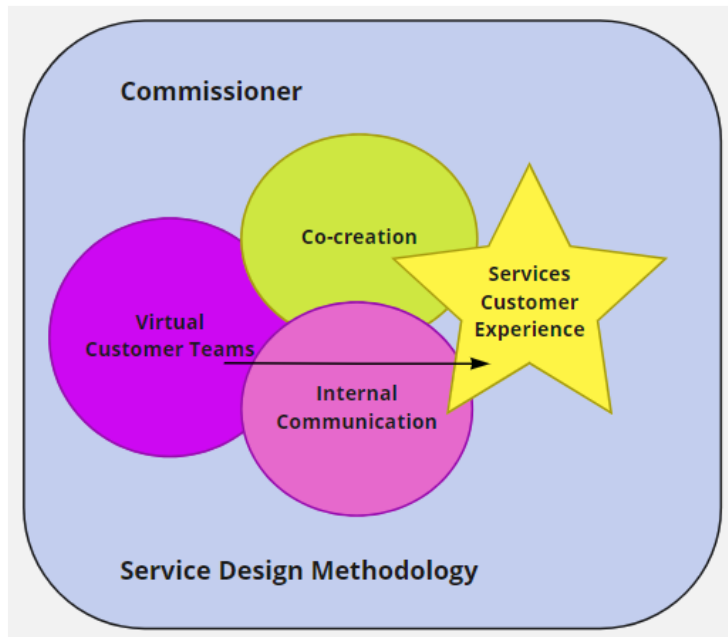 Commissioner
Co-creation
Services
Customer
Experience
Virtual
Customer Teams
Internal
Communication
Service Design Methodology